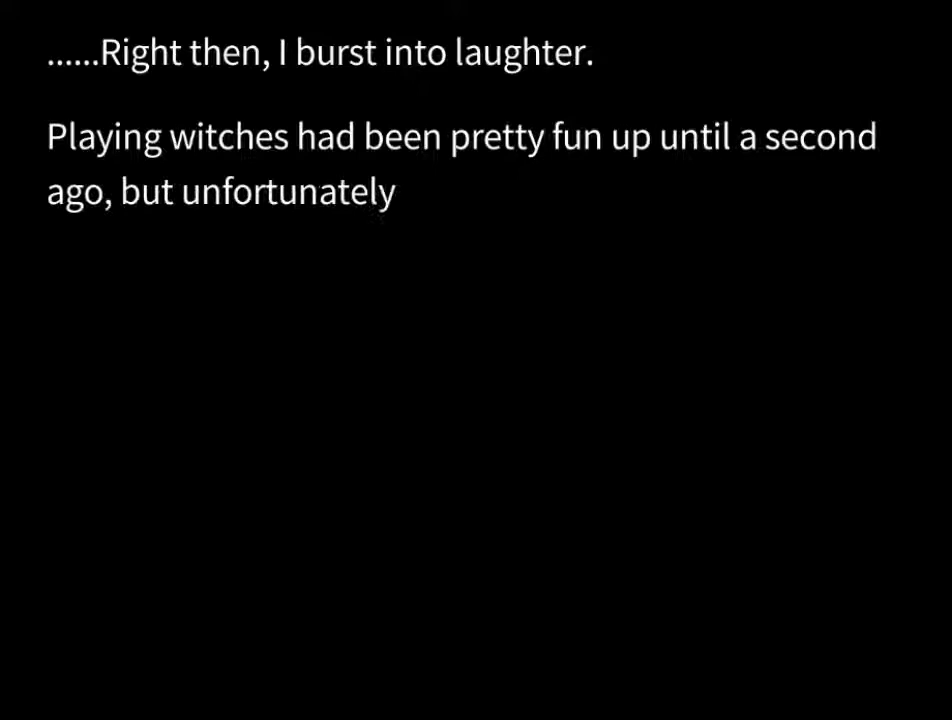 ......Right then, I burst into laughter.
Playing witches had been pretty fun up until a second
ago, but unfortunately